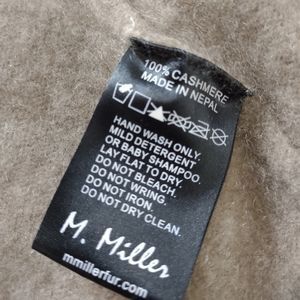 100% CASHMERE
MADE IN NEPAL
HAND WASH ONLY.
MILD DETERGENT
OR BABY SHAMPOO.
LAY FLAT TO DRY.
DO NOT BLEACH.
DO NOT WRING.
DO NOT IRON.
DO NOT DRY CLEAN.
M. Miller
mmillerfur.com